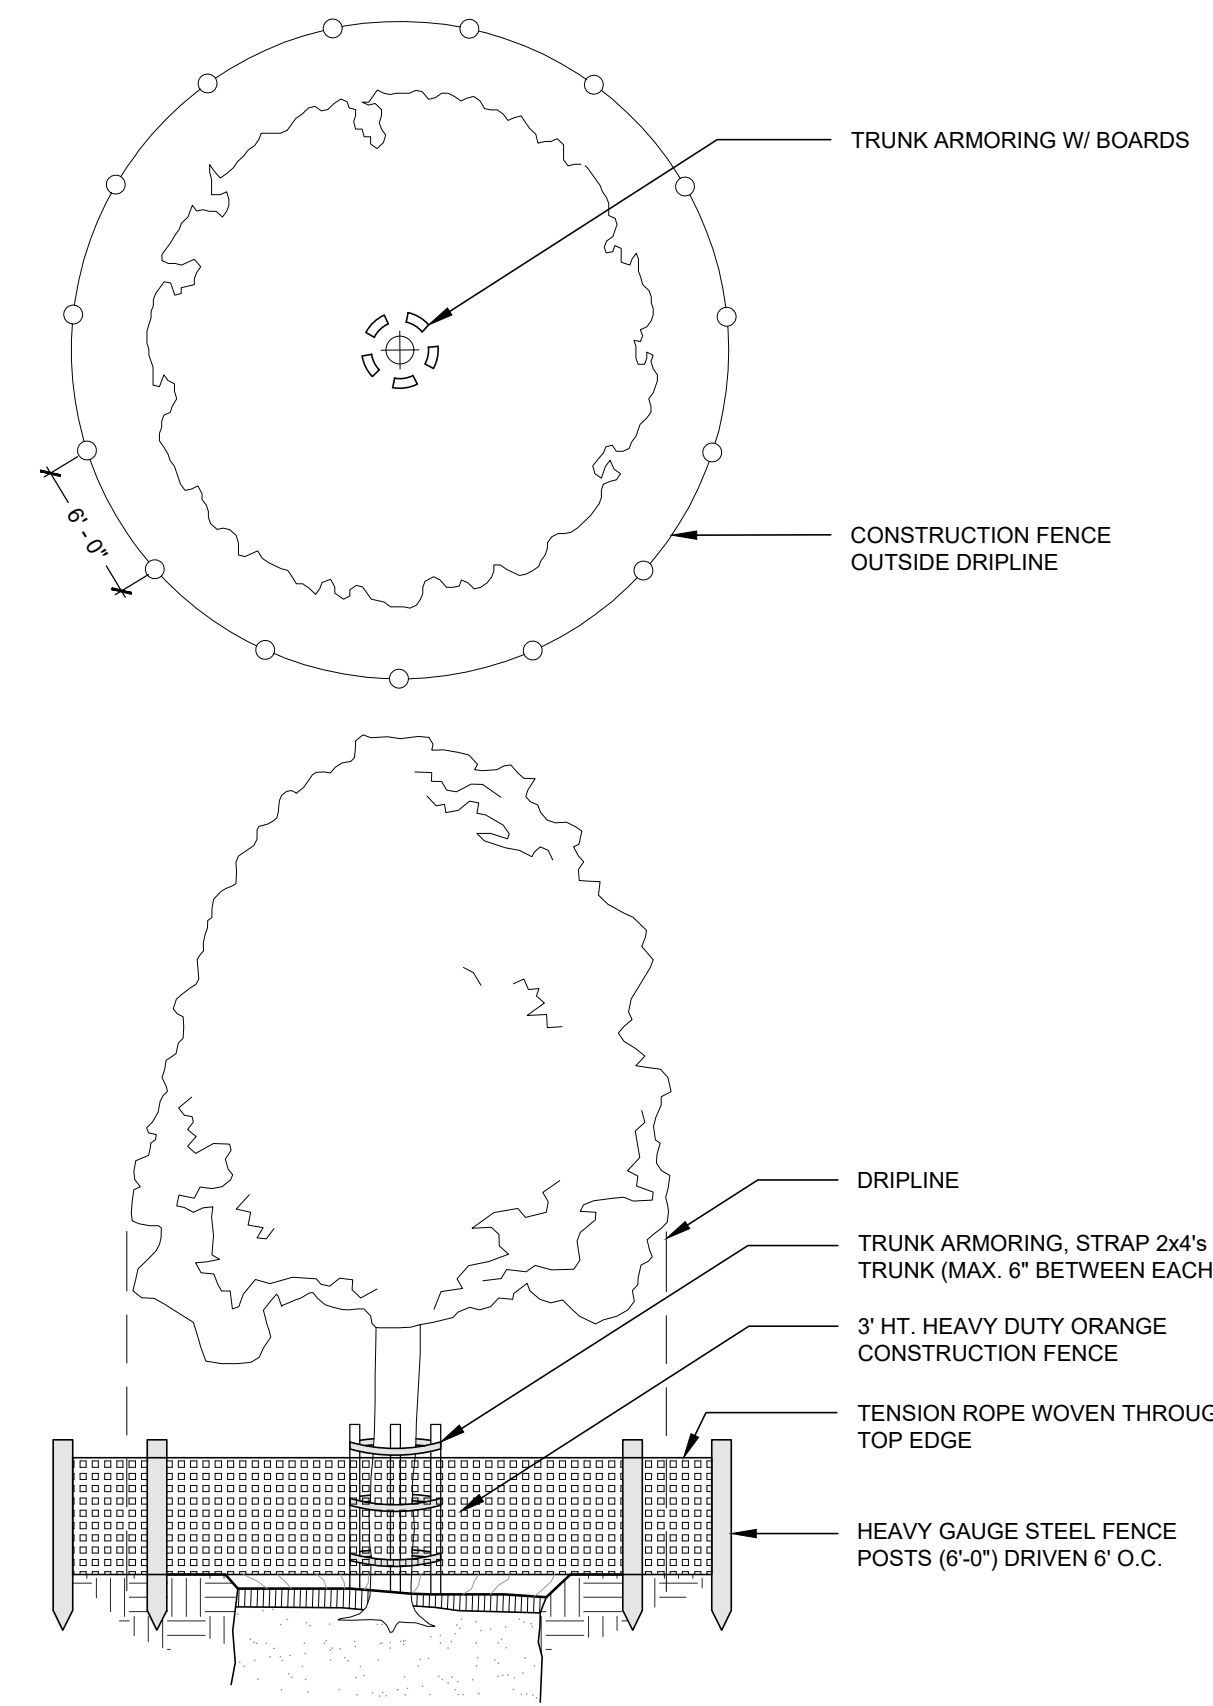 TRUNK ARMORING W/ BOARDS
6' - 0"
CONSTRUCTION FENCE
OUTSIDE DRIPLINE
DRIPLINE
TRUNK ARMORING, STRAP 2x4's
TRUNK (MAX. 6" BETWEEN EACH
3' HT. HEAVY DUTY ORANGE
CONSTRUCTION FENCE
TENSION ROPE WOVEN
TOP EDGE
HEAVY GAUGE STEEL FENCE
POSTS (6'-0") DRIVEN 6' O.C.